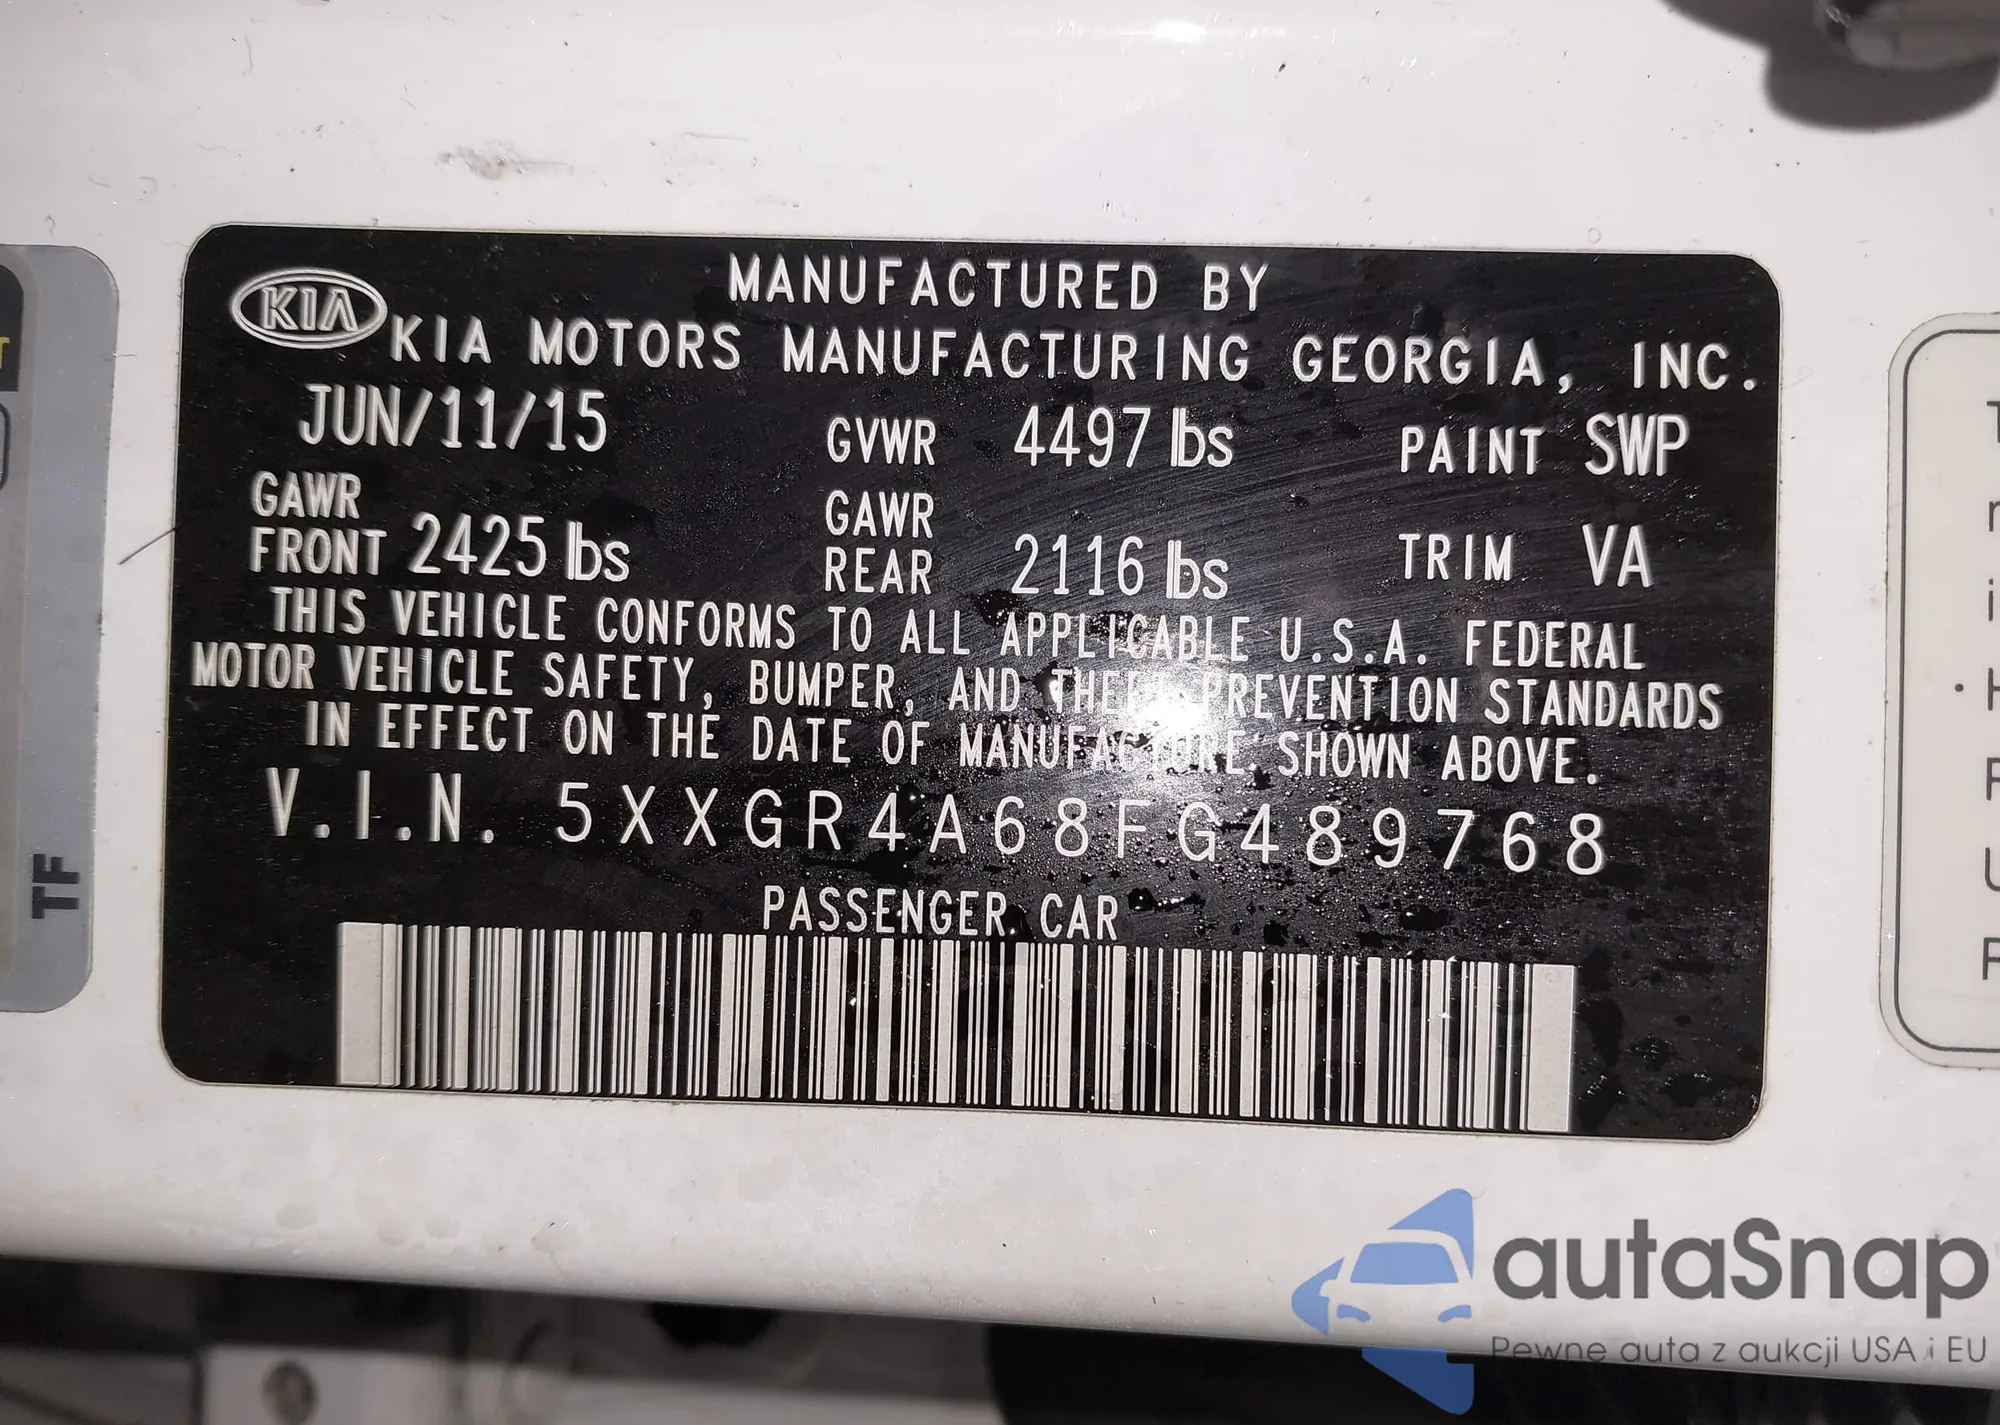 MANUFACTURED BY
KIA
KIA MOTORS MANUFACTURING GEORGIA, INC.
JUN/11/15 GVWR 4497 lbs PAINT SWP
GAWR FRONT 2425 lbs GAWR REAR 2116 lbs TRIM VA
THIS VEHICLE CONFORMS TO ALL APPLICABLE U.S.A. FEDERAL
MOTOR VEHICLE SAFETY, BUMPER, AND THEFT PREVENTION STANDARDS
IN EFFECT ON THE DATE OF MANUFACTURE SHOWN ABOVE.
V.I.N. 5XXGR4A68FG489768
PASSENGER CAR
TF
autaSnap
Pewne auta z aukcji USA i EU